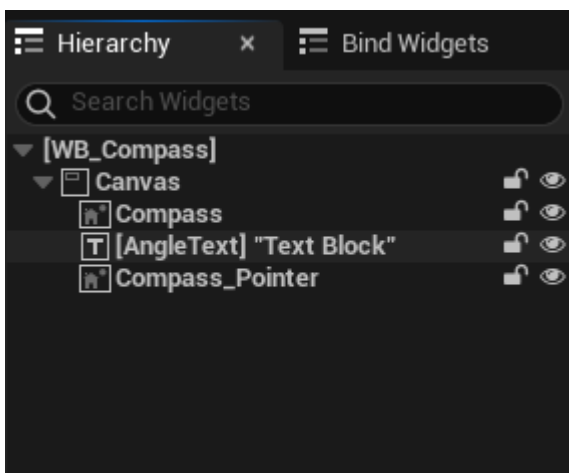 Hierarchy × Bind Widgets
Search Widgets
[WB_Compass]
Canvas
Compass
T [AngleText] "Text Block"
Compass_Pointer